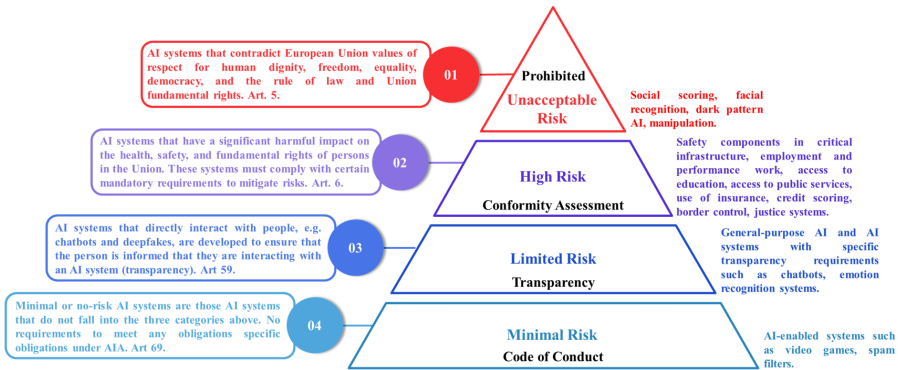 AI systems that contradict European Union values of
respect for human dignity, freedom, equality,
democracy, and the rule of law and Union
fundamental rights. Art. 5.
01
Prohibited
Unacceptable
Risk
Social scoring, facial
recognition, dark pattern
AI, manipulation.
AI systems that have a significant harmful impact on
the health, safety, and fundamental rights of persons
in the Union. These systems must comply with certain
mandatory requirements to mitigate risks. Art. 6.
02
High Risk
Conformity Assessment
Safety components in critical
infrastructure, employment and
performance work, access to
education, access to public services,
use of insurance, credit scoring,
border control, justice systems.
AI systems that directly interact with people, e.g.
chatbots and deepfakes, are developed to ensure that
the person is informed that they are interacting with
an AI system (transparency). Art 59.
03
Limited Risk
Transparency
General-purpose AI and AI
systems with specific
transparency requirements
such as chatbots, emotion
recognition systems.
Minimal or no-risk AI systems are those AI systems
that do not fall into the three categories above. No
requirements to meet any obligations specific
obligations under AIA. Art 69.
04
Minimal Risk
Code of Conduct
AI-enabled systems such
as video games, spam
filters.